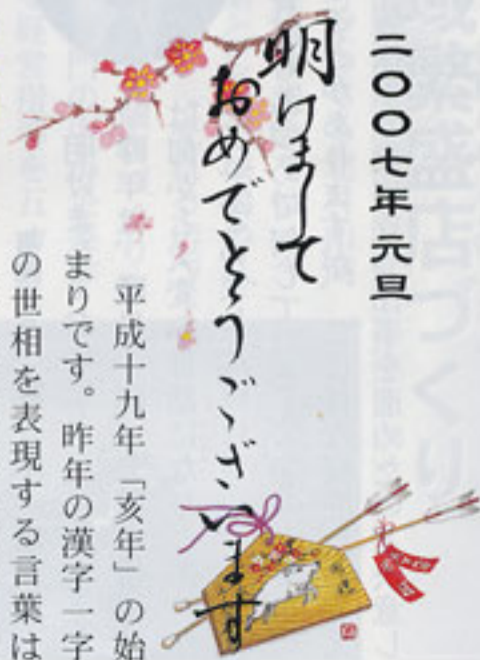 二〇〇七年 元旦
明けまして
おめでとうございます
平成十九年「亥年」の始
まりです。昨年の漢字一字
の世相を表現する言葉は